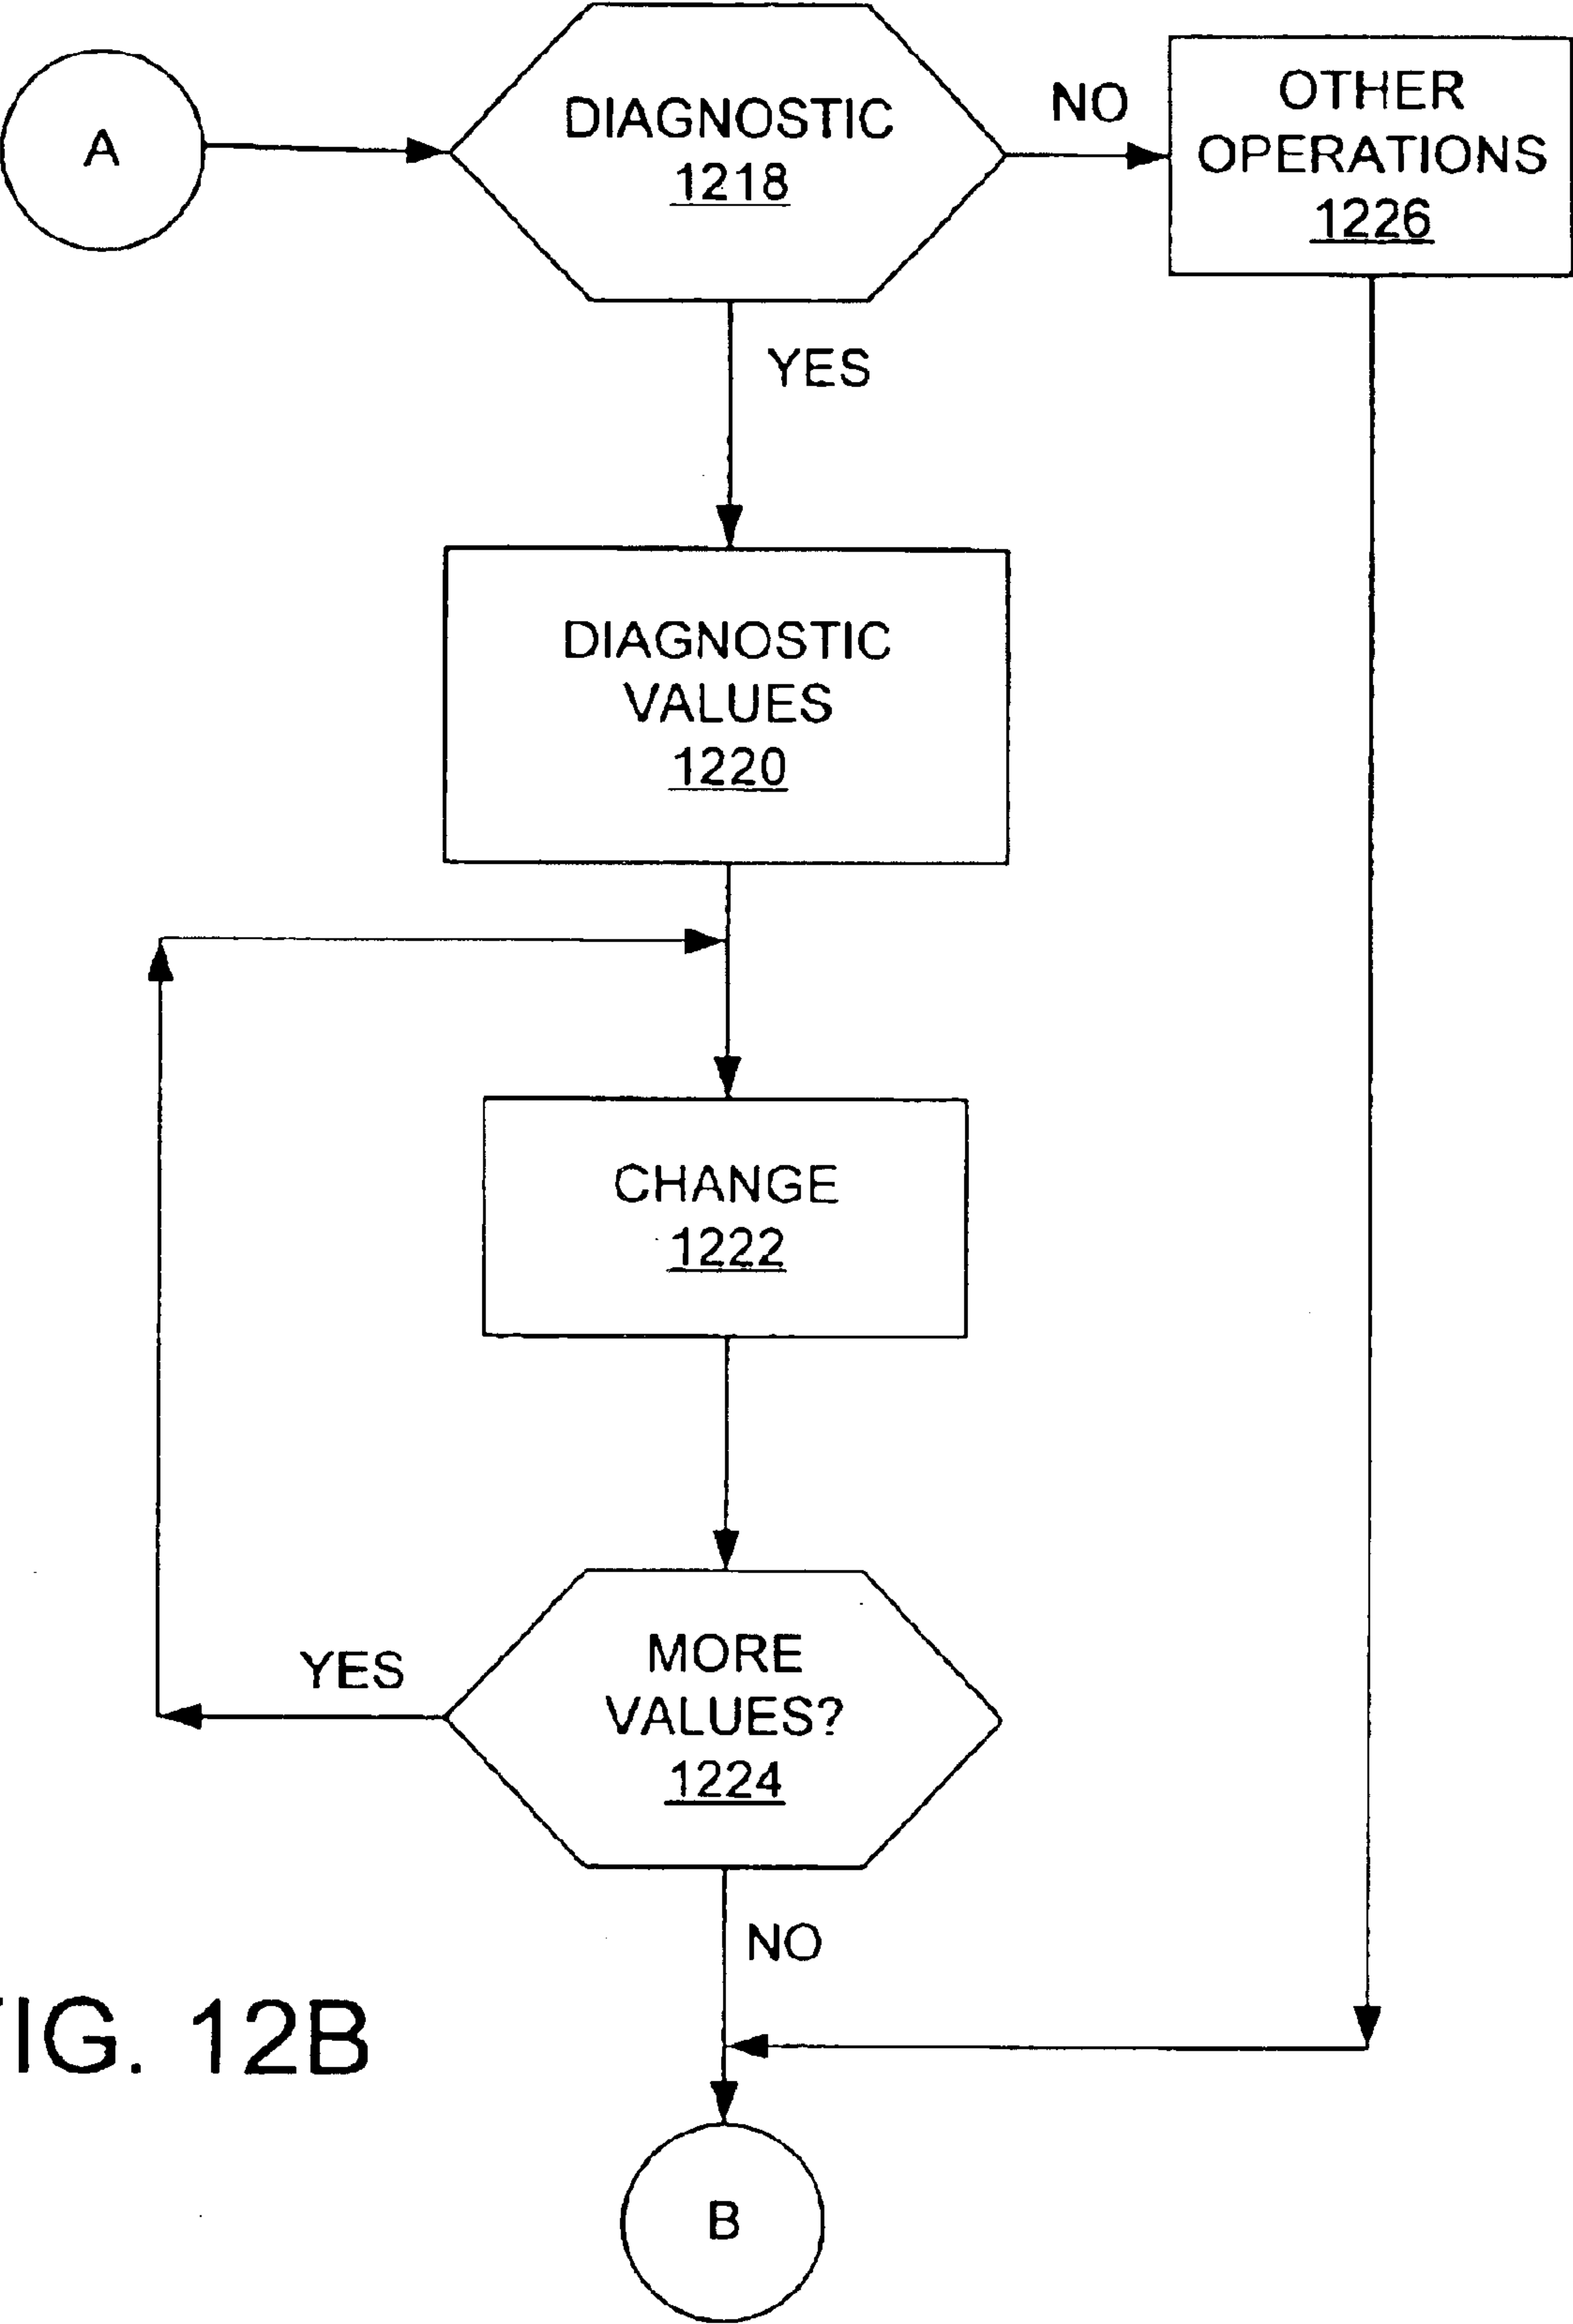 A
DIAGNOSTIC
1218
NO
OTHER
OPERATIONS
1226
YES
DIAGNOSTIC
VALUES
1220
CHANGE
1222
YES
MORE
VALUES?
1224
NO
IG. 12B
B